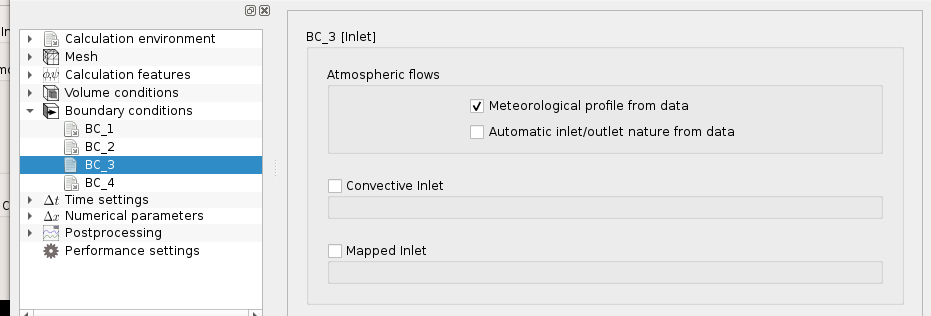 Calculation environment
Mesh
Calculation features
Volume conditions
Boundary conditions
BC_1
BC_2
BC_3
BC_4
Δt Time settings
Δx Numerical parameters
Postprocessing
Performance settings
BC_3 [Inlet]
Atmospheric flows
Meteorological profile from data
Automatic inlet/outlet nature from data
Convective Inlet
Mapped Inlet